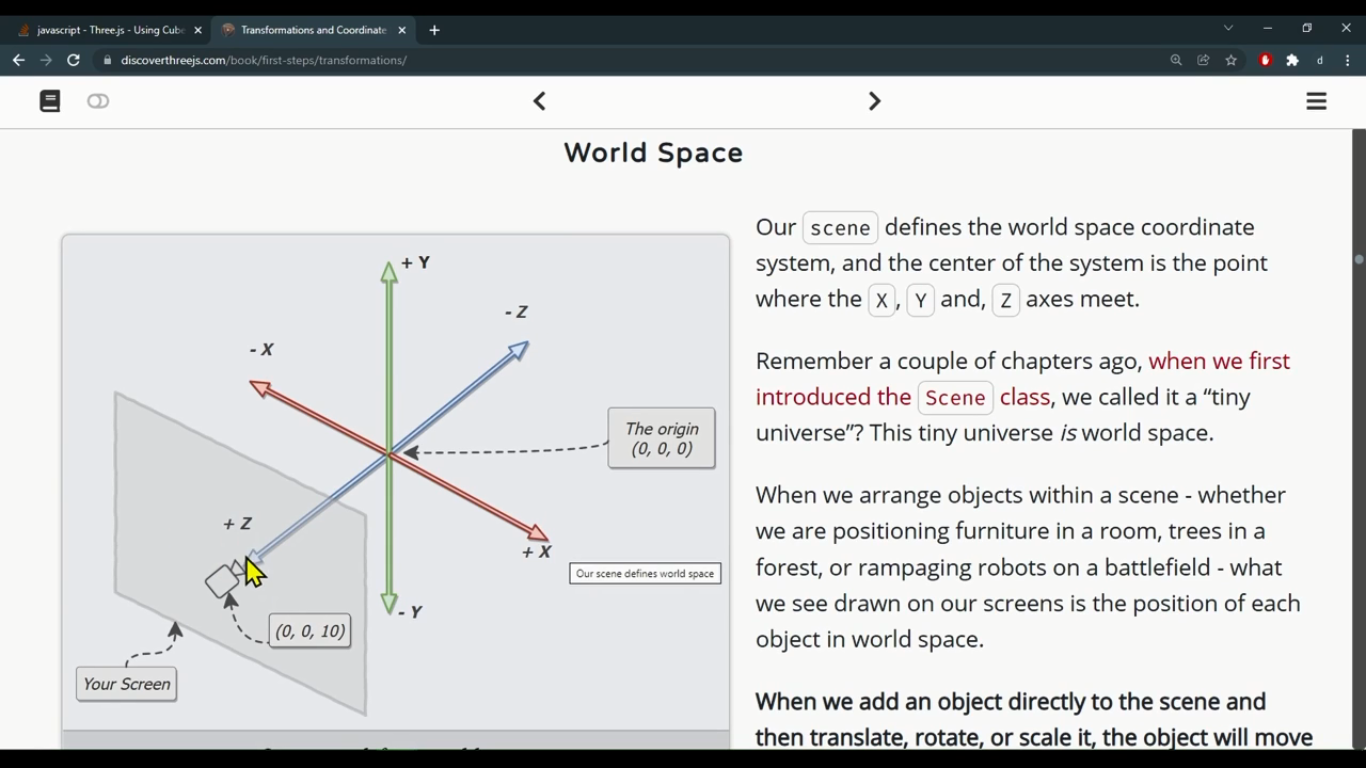 javascript - Three.js - Using Cube
Transformations and Coordinate
discoverthreejs.com/book/first-steps/transformations/
d
World Space
+ Y
- Z
- X
The origin
(0, 0, 0)
+ Z
+ X
Our scene defines world space
- Y
(0, 0, 10)
Your Screen
Our scene defines the world space coordinate
system, and the center of the system is the point
where the X, Y and, Z axes meet.
Remember a couple of chapters ago, when we first
introduced the Scene class, we called it a “tiny
universe”? This tiny universe is world space.
When we arrange objects within a scene - whether
we are positioning furniture in a room, trees in a
forest, or rampaging robots on a battlefield - what
we see drawn on our screens is the position of each
object in world space.
When we add an object directly to the scene and
then translate, rotate, or scale it, the object will move